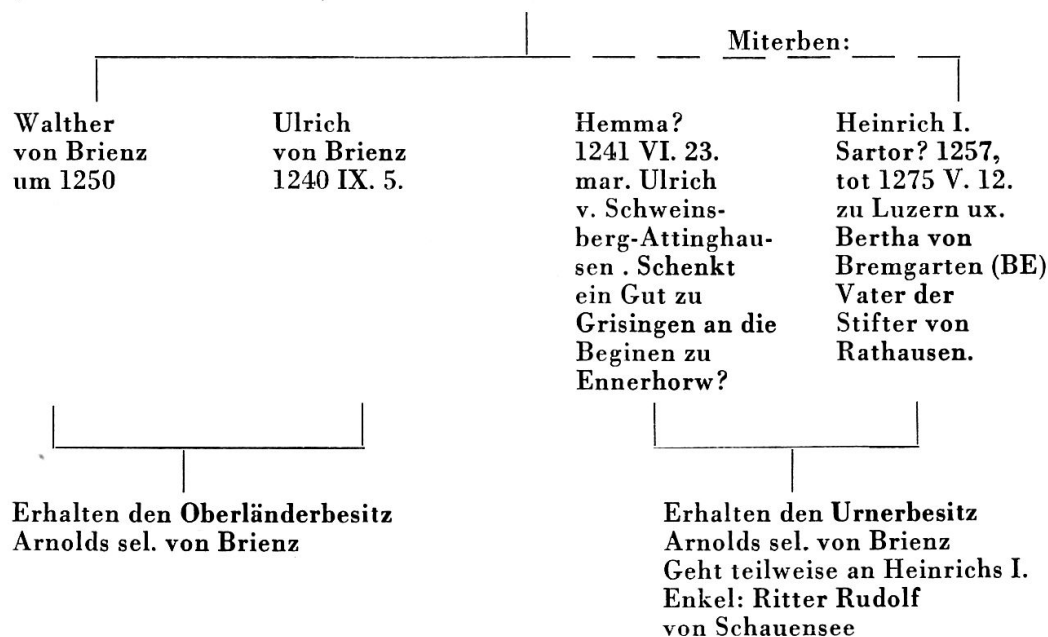 Miterben:
Walther
von Brienz
um 1250
Ulrich
von Brienz
1240 IX. 5.
Hemma?
1241 VI. 23.
mar. Ulrich
v. Schweins-
berg-Attinghau-
sen . Schenkt
ein Gut zu
Grisingen an die
Beginen zu
Ennerhorw?
Heinrich I.
Sartor? 1257,
tot 1275 V. 12.
zu Luzern ux.
Bertha von
Bremgarten (BE)
Vater der
Stifter von
Rathausen.
Erhalten den Oberländerbesitz
Arnolds sel. von Brienz
Erhalten den Urnerbesitz
Arnolds sel. von Brienz
Geht teilweise an Heinrichs I.
Enkel: Ritter Rudolf
von Schauensee